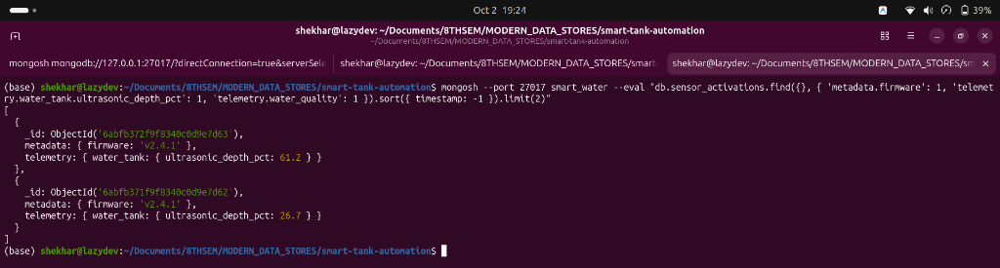 Oct 2 19:24
39%
shekhar@lazydev: ~/Documents/8THSEM/MODERN_DATA_STORES/smart-tank-automation
~/Documents/8THSEM/MODERN_DATA_STORES/smart-tank-automation
mongosh mongodb://127.0.0.1:27017/?directConnection=true&serverSele
shekhar@lazydev: ~/Documents/8THSEM/MODERN_DATA_STORES/smart-
shekhar@lazydev: ~/Documents/8THSEM/MODERN_DATA_STORES/sm
(base) shekhar@lazydev:~/Documents/8THSEM/MODERN_DATA_STORES/smart-tank-automation$ mongosh --port 27017 smart_water --eval "db.sensor_activations.find({}, { 'metadata.firmware': 1, 'telemet
ry.water_tank.ultrasonic_depth_pct': 1, 'telemetry.water_quality': 1 }).sort({ timestamp: -1 }).limit(2)"
[
{
_id: ObjectId('6abfb372f9f8340c0d9e7d63'),
metadata: { firmware: 'v2.4.1' },
telemetry: { water_tank: { ultrasonic_depth_pct: 61.2 } }
},
{
_id: ObjectId('6abfb371f9f8340c0d9e7d62'),
metadata: { firmware: 'v2.4.1' },
telemetry: { water_tank: { ultrasonic_depth_pct: 26.7 } }
}
]
(base) shekhar@lazydev:~/Documents/8THSEM/MODERN_DATA_STORES/smart-tank-automation$